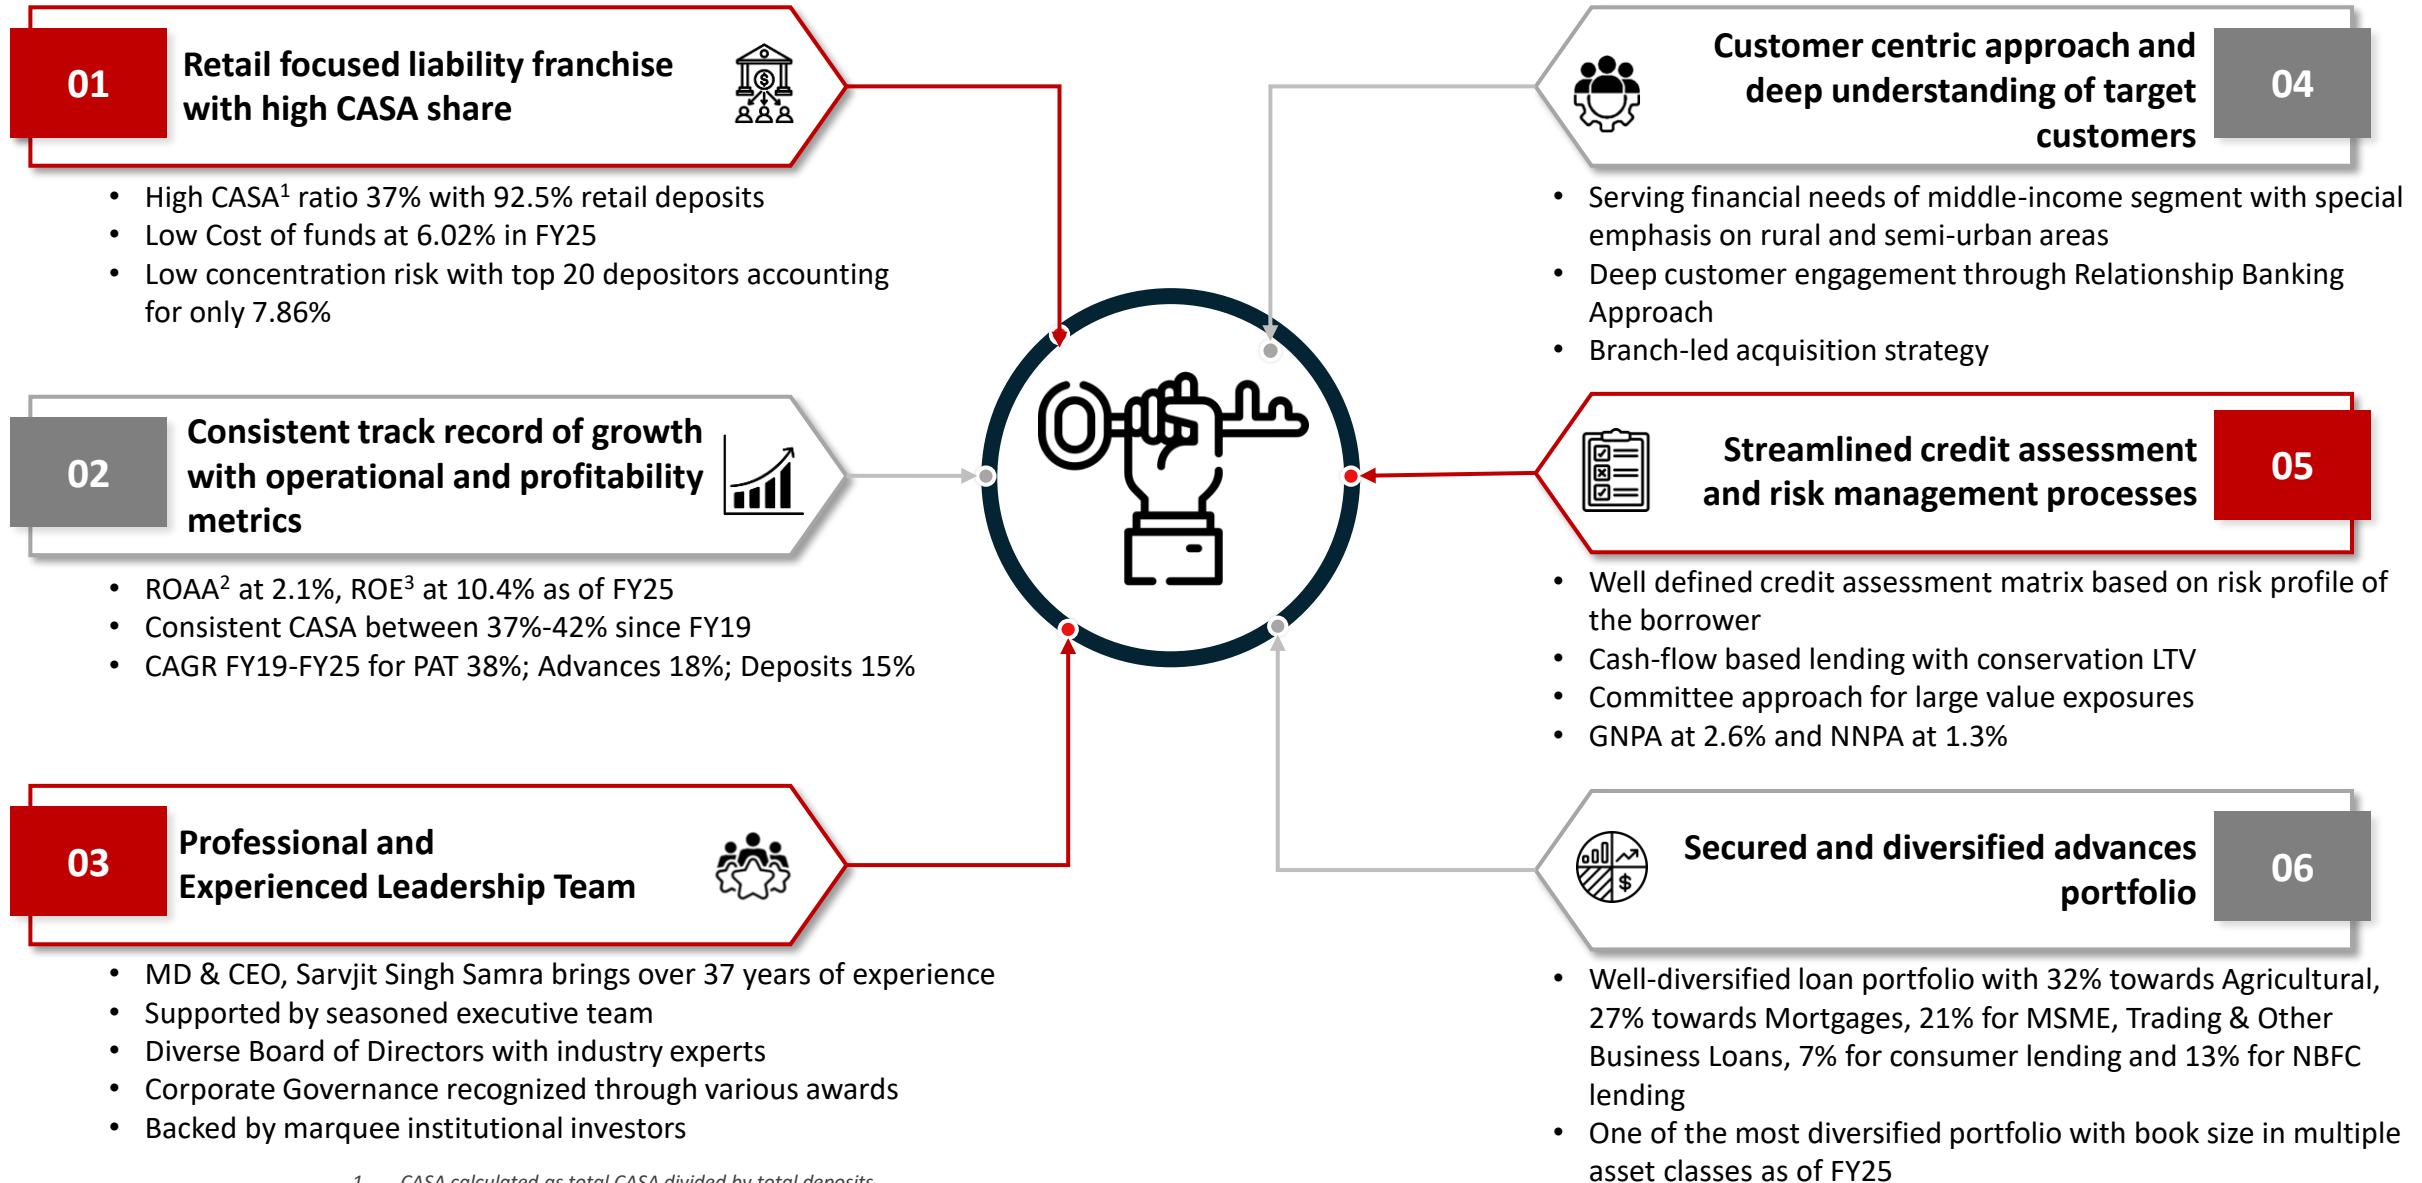 01
Retail focused liability franchise
with high CASA share
• High CASA1 ratio 37% with 92.5% retail deposits
• Low Cost of funds at 6.02% in FY25
• Low concentration risk with top 20 depositors accounting
for only 7.86%
02
Consistent track record of growth
with operational and profitability
metrics
• ROAA2 at 2.1%, ROE3 at 10.4% as of FY25
• Consistent CASA between 37%-42% since FY19
• CAGR FY19-FY25 for PAT 38%; Advances 18%; Deposits 15%
03
Professional and
Experienced Leadership Team
• MD & CEO, Sarvjit Singh Samra brings over 37 years of experience
• Supported by seasoned executive team
• Diverse Board of Directors with industry experts
• Corporate Governance recognized through various awards
• Backed by marquee institutional investors
1. CASA calculated as total CASA divided by total deposits
Customer centric approach and
deep understanding of target
customers
04
• Serving financial needs of middle-income segment with special
emphasis on rural and semi-urban areas
• Deep customer engagement through Relationship Banking
Approach
• Branch-led acquisition strategy
Streamlined credit assessment
and risk management processes
05
• Well defined credit assessment matrix based on risk profile of
the borrower
• Cash-flow based lending with conservation LTV
• Committee approach for large value exposures
• GNPA at 2.6% and NNPA at 1.3%
Secured and diversified advances
portfolio
06
• Well-diversified loan portfolio with 32% towards Agricultural,
27% towards Mortgages, 21% for MSME, Trading & Other
Business Loans, 7% for consumer lending and 13% for NBFC
lending
• One of the most diversified portfolio with book size in multiple
asset classes as of FY25